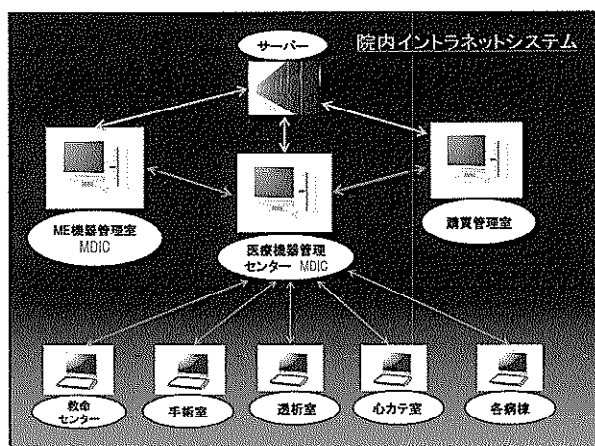 サーバー
院内イントラネットシステム
ME機器管理室
MDIC
医療機器管理
センター MDIC
購買管理室
救命
センター
手術室
透析室
心カテ室
各病棟